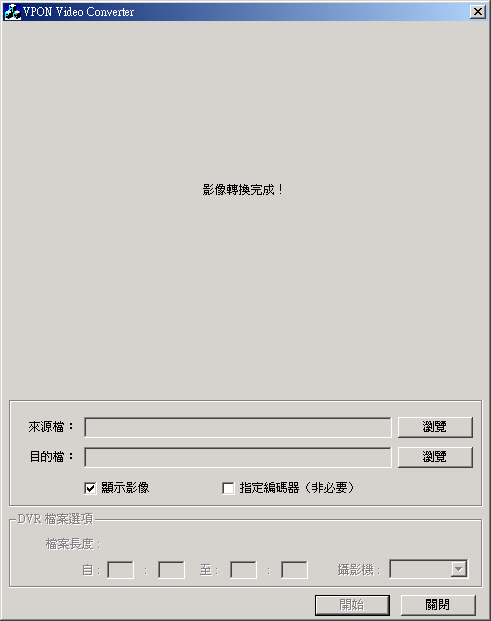 VPON Video Converter
影像轉換完成！
來源檔： 瀏覽
目的檔： 瀏覽
顯示影像 指定編碼器（非必要）
DVR 檔案選項
檔案長度：
自： ： 至： ： 攝影機：
開始 關閉